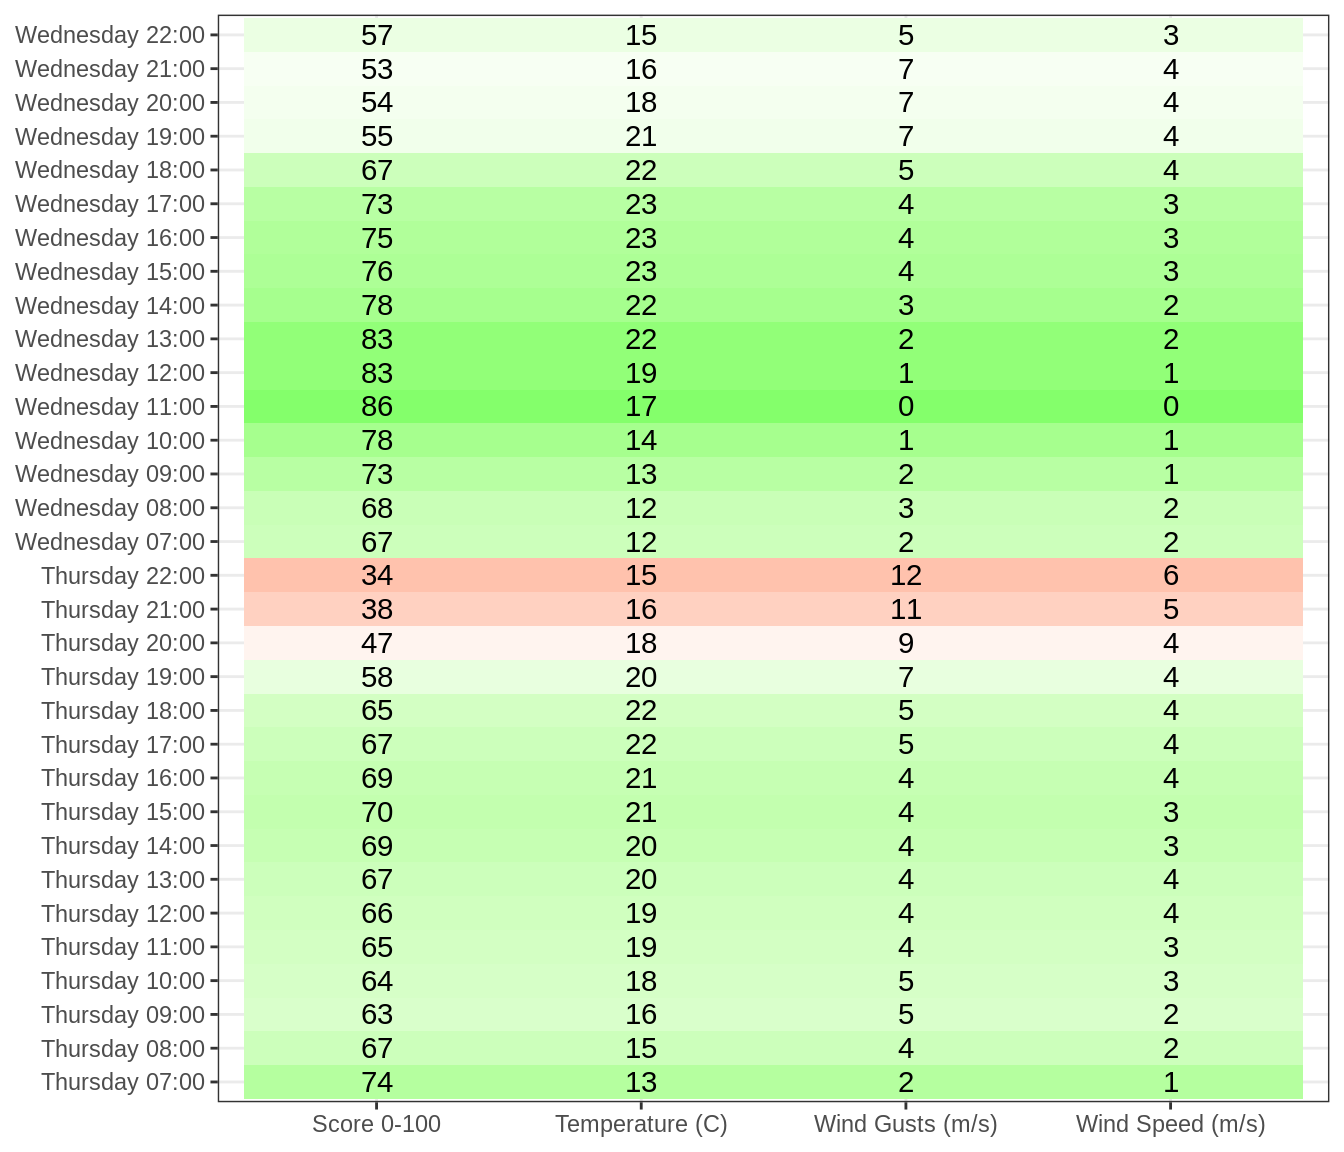 Wednesday 22:00 57 15 5 3
Wednesday 21:00 53 16 7 4
Wednesday 20:00 54 18 7 4
Wednesday 19:00 55 21 7 4
Wednesday 18:00 67 22 5 4
Wednesday 17:00 73 23 4 3
Wednesday 16:00 75 23 4 3
Wednesday 15:00 76 23 4 3
Wednesday 14:00 78 22 3 2
Wednesday 13:00 83 22 2 2
Wednesday 12:00 83 19 1 1
Wednesday 11:00 86 17 0 0
Wednesday 10:00 78 14 1 1
Wednesday 09:00 73 13 2 1
Wednesday 08:00 68 12 3 2
Wednesday 07:00 67 12 2 2
Thursday 22:00 34 15 12 6
Thursday 21:00 38 16 11 5
Thursday 20:00 47 18 9 4
Thursday 19:00 58 20 7 4
Thursday 18:00 65 22 5 4
Thursday 17:00 67 22 5 4
Thursday 16:00 69 21 4 4
Thursday 15:00 70 21 4 3
Thursday 14:00 69 20 4 3
Thursday 13:00 67 20 4 4
Thursday 12:00 66 19 4 4
Thursday 11:00 65 19 4 3
Thursday 10:00 64 18 5 3
Thursday 09:00 63 16 5 2
Thursday 08:00 67 15 4 2
Thursday 07:00 74 13 2 1
Score 0-100 Temperature (C) Wind Gusts (m/s) Wind Speed (m/s)